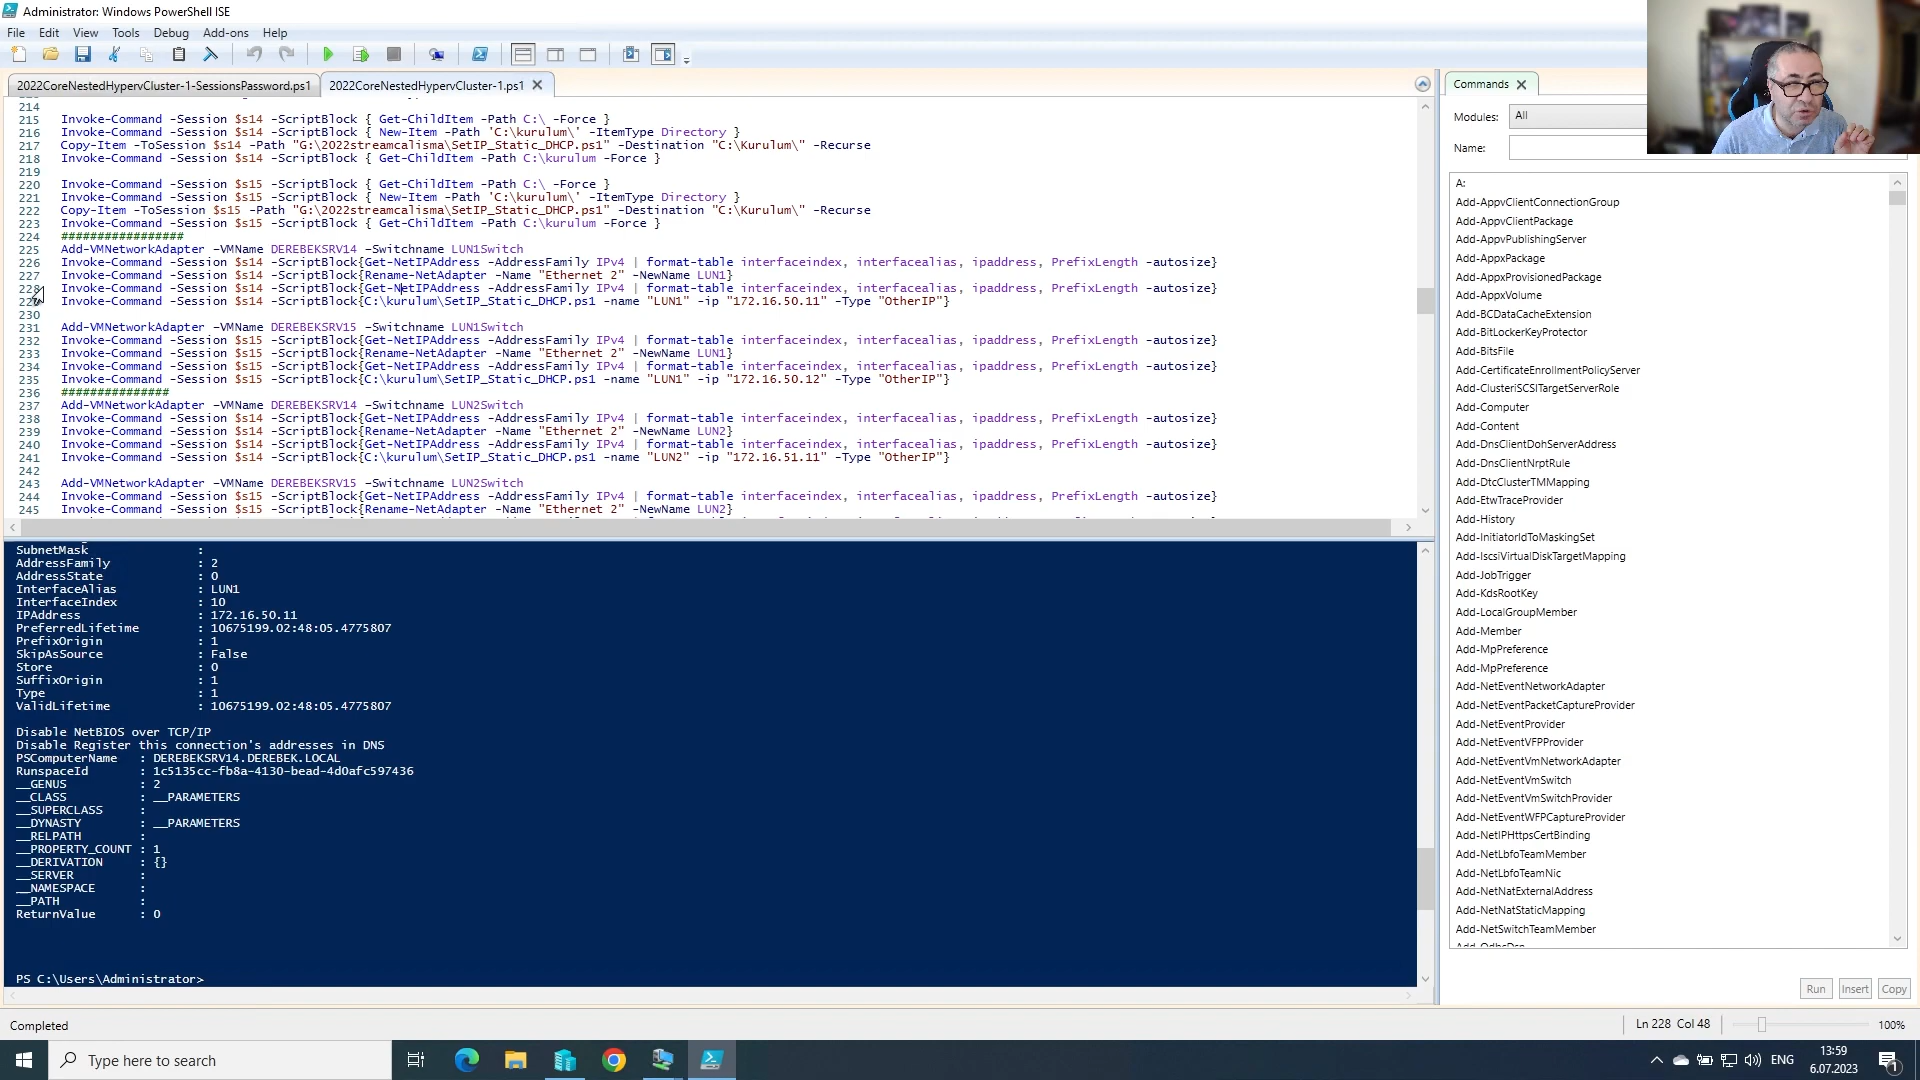 Administrator: Windows PowerShell ISE
File Edit View Tools Debug Add-ons Help
2022CoreNestedHypervCluster-1-SessionsPassword.ps1 2022CoreNestedHypervCluster-1.ps1
214
215 Invoke-Command -Session $s14 -ScriptBlock { Get-ChildItem -Path C:\ -Force }
216 Invoke-Command -Session $s14 -ScriptBlock { New-Item -Path 'C:\kurulum\' -ItemType Directory }
217 Copy-Item -ToSession $s14 -Path "G:\2022streamcalisma\SetIP_Static_DHCP.ps1" -Destination "C:\Kurulum\" -Recurse
218 Invoke-Command -Session $s14 -ScriptBlock { Get-ChildItem -Path C:\kurulum -Force }
219
220 Invoke-Command -Session $s15 -ScriptBlock { Get-ChildItem -Path C:\ -Force }
221 Invoke-Command -Session $s15 -ScriptBlock { New-Item -Path 'C:\kurulum\' -ItemType Directory }
222 Copy-Item -ToSession $s15 -Path "G:\2022streamcalisma\SetIP_Static_DHCP.ps1" -Destination "C:\Kurulum\" -Recurse
223 Invoke-Command -Session $s15 -ScriptBlock { Get-ChildItem -Path C:\kurulum -Force }
224 #################
225 Add-VMNetworkAdapter -VMName DEREBEKSRV14 -Switchname LUN1Switch
226 Invoke-Command -Session $s14 -ScriptBlock{Get-NetIPAddress -AddressFamily IPv4 | format-table interfaceindex, interfacealias, ipaddress, PrefixLength -autosize}
227 Invoke-Command -Session $s14 -ScriptBlock{Rename-NetAdapter -Name "Ethernet 2" -NewName LUN1}
228 Invoke-Command -Session $s14 -ScriptBlock{Get-NetIPAddress -AddressFamily IPv4 | format-table interfaceindex, interfacealias, ipaddress, PrefixLength -autosize}
229 Invoke-Command -Session $s14 -ScriptBlock{C:\kurulum\SetIP_Static_DHCP.ps1 -name "LUN1" -ip "172.16.50.11" -Type "OtherIP"}
230
231 Add-VMNetworkAdapter -VMName DEREBEKSRV15 -Switchname LUN1Switch
232 Invoke-Command -Session $s15 -ScriptBlock{Get-NetIPAddress -AddressFamily IPv4 | format-table interfaceindex, interfacealias, ipaddress, PrefixLength -autosize}
233 Invoke-Command -Session $s15 -ScriptBlock{Rename-NetAdapter -Name "Ethernet 2" -NewName LUN1}
234 Invoke-Command -Session $s15 -ScriptBlock{Get-NetIPAddress -AddressFamily IPv4 | format-table interfaceindex, interfacealias, ipaddress, PrefixLength -autosize}
235 Invoke-Command -Session $s15 -ScriptBlock{C:\kurulum\SetIP_Static_DHCP.ps1 -name "LUN1" -ip "172.16.50.12" -Type "OtherIP"}
236 ###############
237 Add-VMNetworkAdapter -VMName DEREBEKSRV14 -Switchname LUN2Switch
238 Invoke-Command -Session $s14 -ScriptBlock{Get-NetIPAddress -AddressFamily IPv4 | format-table interfaceindex, interfacealias, ipaddress, PrefixLength -autosize}
239 Invoke-Command -Session $s14 -ScriptBlock{Rename-NetAdapter -Name "Ethernet 2" -NewName LUN2}
240 Invoke-Command -Session $s14 -ScriptBlock{Get-NetIPAddress -AddressFamily IPv4 | format-table interfaceindex, interfacealias, ipaddress, PrefixLength -autosize}
241 Invoke-Command -Session $s14 -ScriptBlock{C:\kurulum\SetIP_Static_DHCP.ps1 -name "LUN2" -ip "172.16.51.11" -Type "OtherIP"}
242
243 Add-VMNetworkAdapter -VMName DEREBEKSRV15 -Switchname LUN2Switch
244 Invoke-Command -Session $s15 -ScriptBlock{Get-NetIPAddress -AddressFamily IPv4 | format-table interfaceindex, interfacealias, ipaddress, PrefixLength -autosize}
245 Invoke-Command -Session $s15 -ScriptBlock{Rename-NetAdapter -Name "Ethernet 2" -NewName LUN2}
SubnetMask :
AddressFamily : 2
AddressState : 0
InterfaceAlias : LUN1
InterfaceIndex : 10
IPAddress : 172.16.50.11
PreferredLifetime : 10675199.02:48:05.4775807
PrefixOrigin : 1
SkipAsSource : False
Store : 0
SuffixOrigin : 1
Type : 1
ValidLifetime : 10675199.02:48:05.4775807
Disable NetBIOS over TCP/IP
Disable Register this connection's addresses in DNS
PSComputerName : DEREBEKSRV14.DEREBEK.LOCAL
RunspaceId : 1c5135cc-fb8a-4130-bead-4d0afc597436
__GENUS : 2
__CLASS : __PARAMETERS
__SUPERCLASS :
__DYNASTY : __PARAMETERS
__RELPATH :
__PROPERTY_COUNT : 1
__DERIVATION : {}
__SERVER :
__NAMESPACE :
__PATH :
ReturnValue : 0
PS C:\Users\Administrator>
Commands
Modules: All
Name:
A:
Add-AppvClientConnectionGroup
Add-AppvClientPackage
Add-AppvPublishingServer
Add-AppxPackage
Add-AppxProvisionedPackage
Add-AppxVolume
Add-BCDataCacheExtension
Add-BitLockerKeyProtector
Add-BitsFile
Add-CertificateEnrollmentPolicyServer
Add-ClusteriSCSITargetServerRole
Add-Computer
Add-Content
Add-DnsClientDohServerAddress
Add-DnsClientNrptRule
Add-DtcClusterTMMapping
Add-EtwTraceProvider
Add-History
Add-InitiatorIdToMaskingSet
Add-IscsiVirtualDiskTargetMapping
Add-JobTrigger
Add-KdsRootKey
Add-LocalGroupMember
Add-Member
Add-MpPreference
Add-MpPreference
Add-NetEventNetworkAdapter
Add-NetEventPacketCaptureProvider
Add-NetEventProvider
Add-NetEventVFPProvider
Add-NetEventVmNetworkAdapter
Add-NetEventVmSwitch
Add-NetEventVmSwitchProvider
Add-NetEventWFPCaptureProvider
Add-NetIPHttpsCertBinding
Add-NetLbfoTeamMember
Add-NetLbfoTeamNic
Add-NetNatExternalAddress
Add-NetNatStaticMapping
Add-NetSwitchTeamMember
Add-OdbcDsn
Run Insert Copy
Completed Ln 228 Col 48 100%
Type here to search ENG 13:59
6.07.2023 1